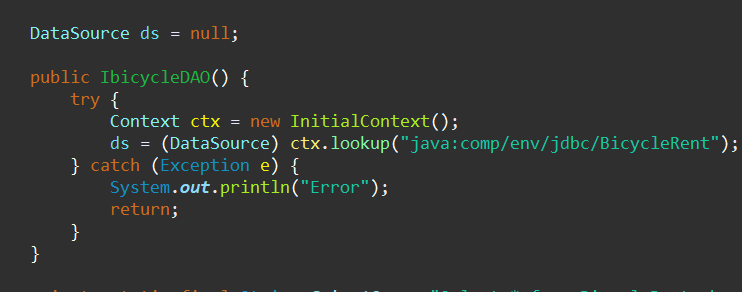 DataSource ds = null;
public IbicycleDAO() {
try {
Context ctx = new InitialContext();
ds = (DataSource) ctx.lookup("java:comp/env/jdbc/BicycleRent");
} catch (Exception e) {
System.out.println("Error");
return;
}
}